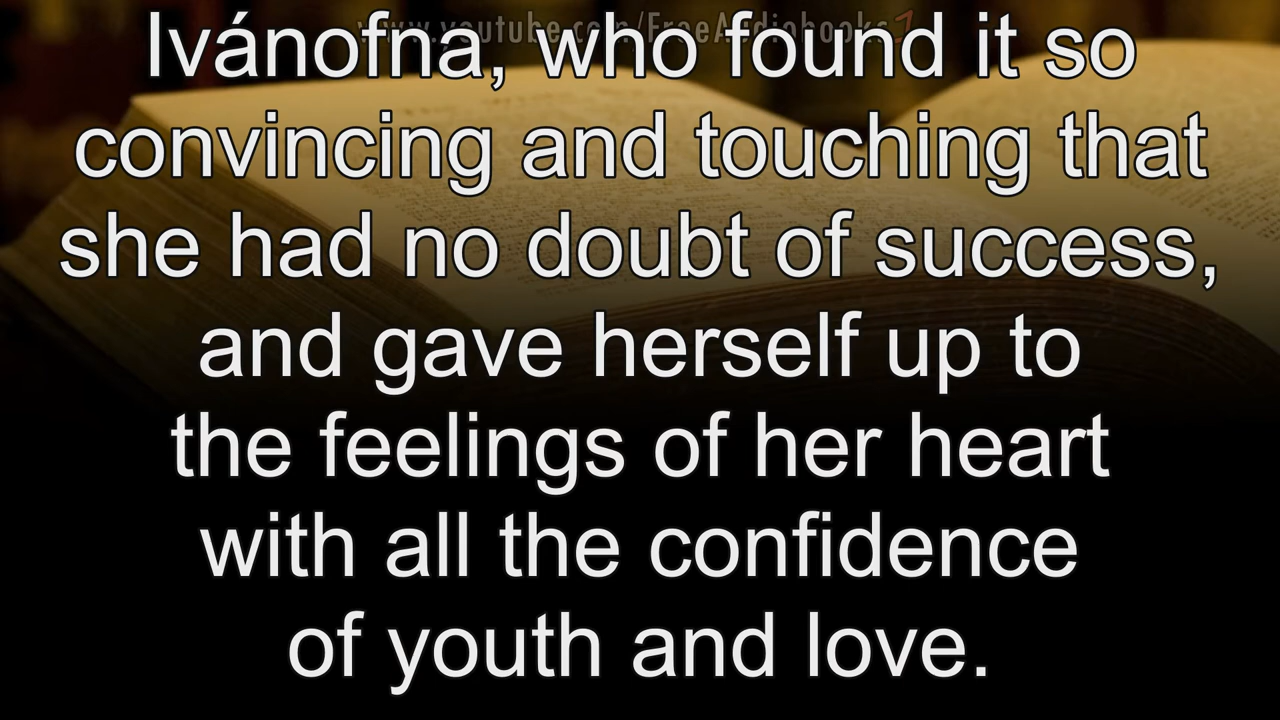 www.youtube.com/FreeAudiobooks7
Ivánofna, who found it so
convincing and touching that
she had no doubt of success,
and gave herself up to
the feelings of her heart
with all the confidence
of youth and love.